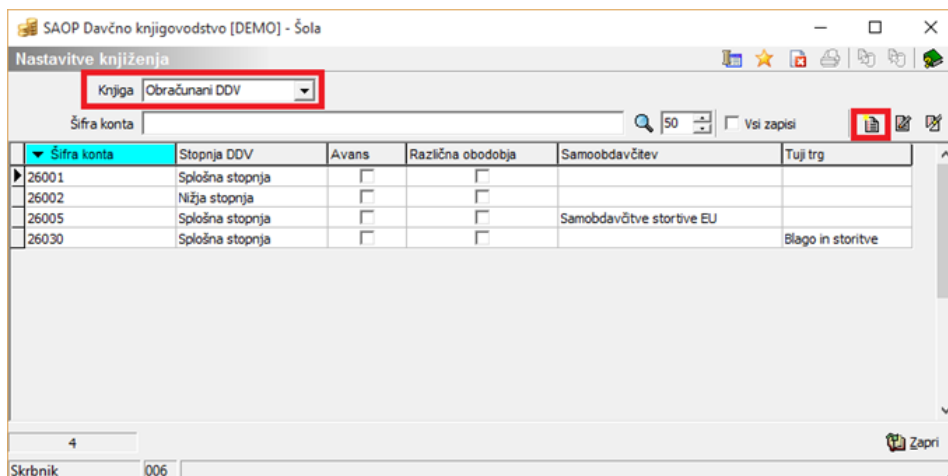 SAOP Davčno knjigovodstvo [DEMO] - Šola
Nastavitve knjiženja
Knjiga Obračunani DDV
Šifra konta 50 Vsi zapisi
Šifra konta Stopnja DDV Avans Različna obodobja Samoobdavčitev Tuji trg
26001 Splošna stopnja
26002 Nižja stopnja
26005 Splošna stopnja Samobdavčitve stortive EU
26030 Splošna stopnja Blago in storitve
4
Zapri
Skrbnik 006